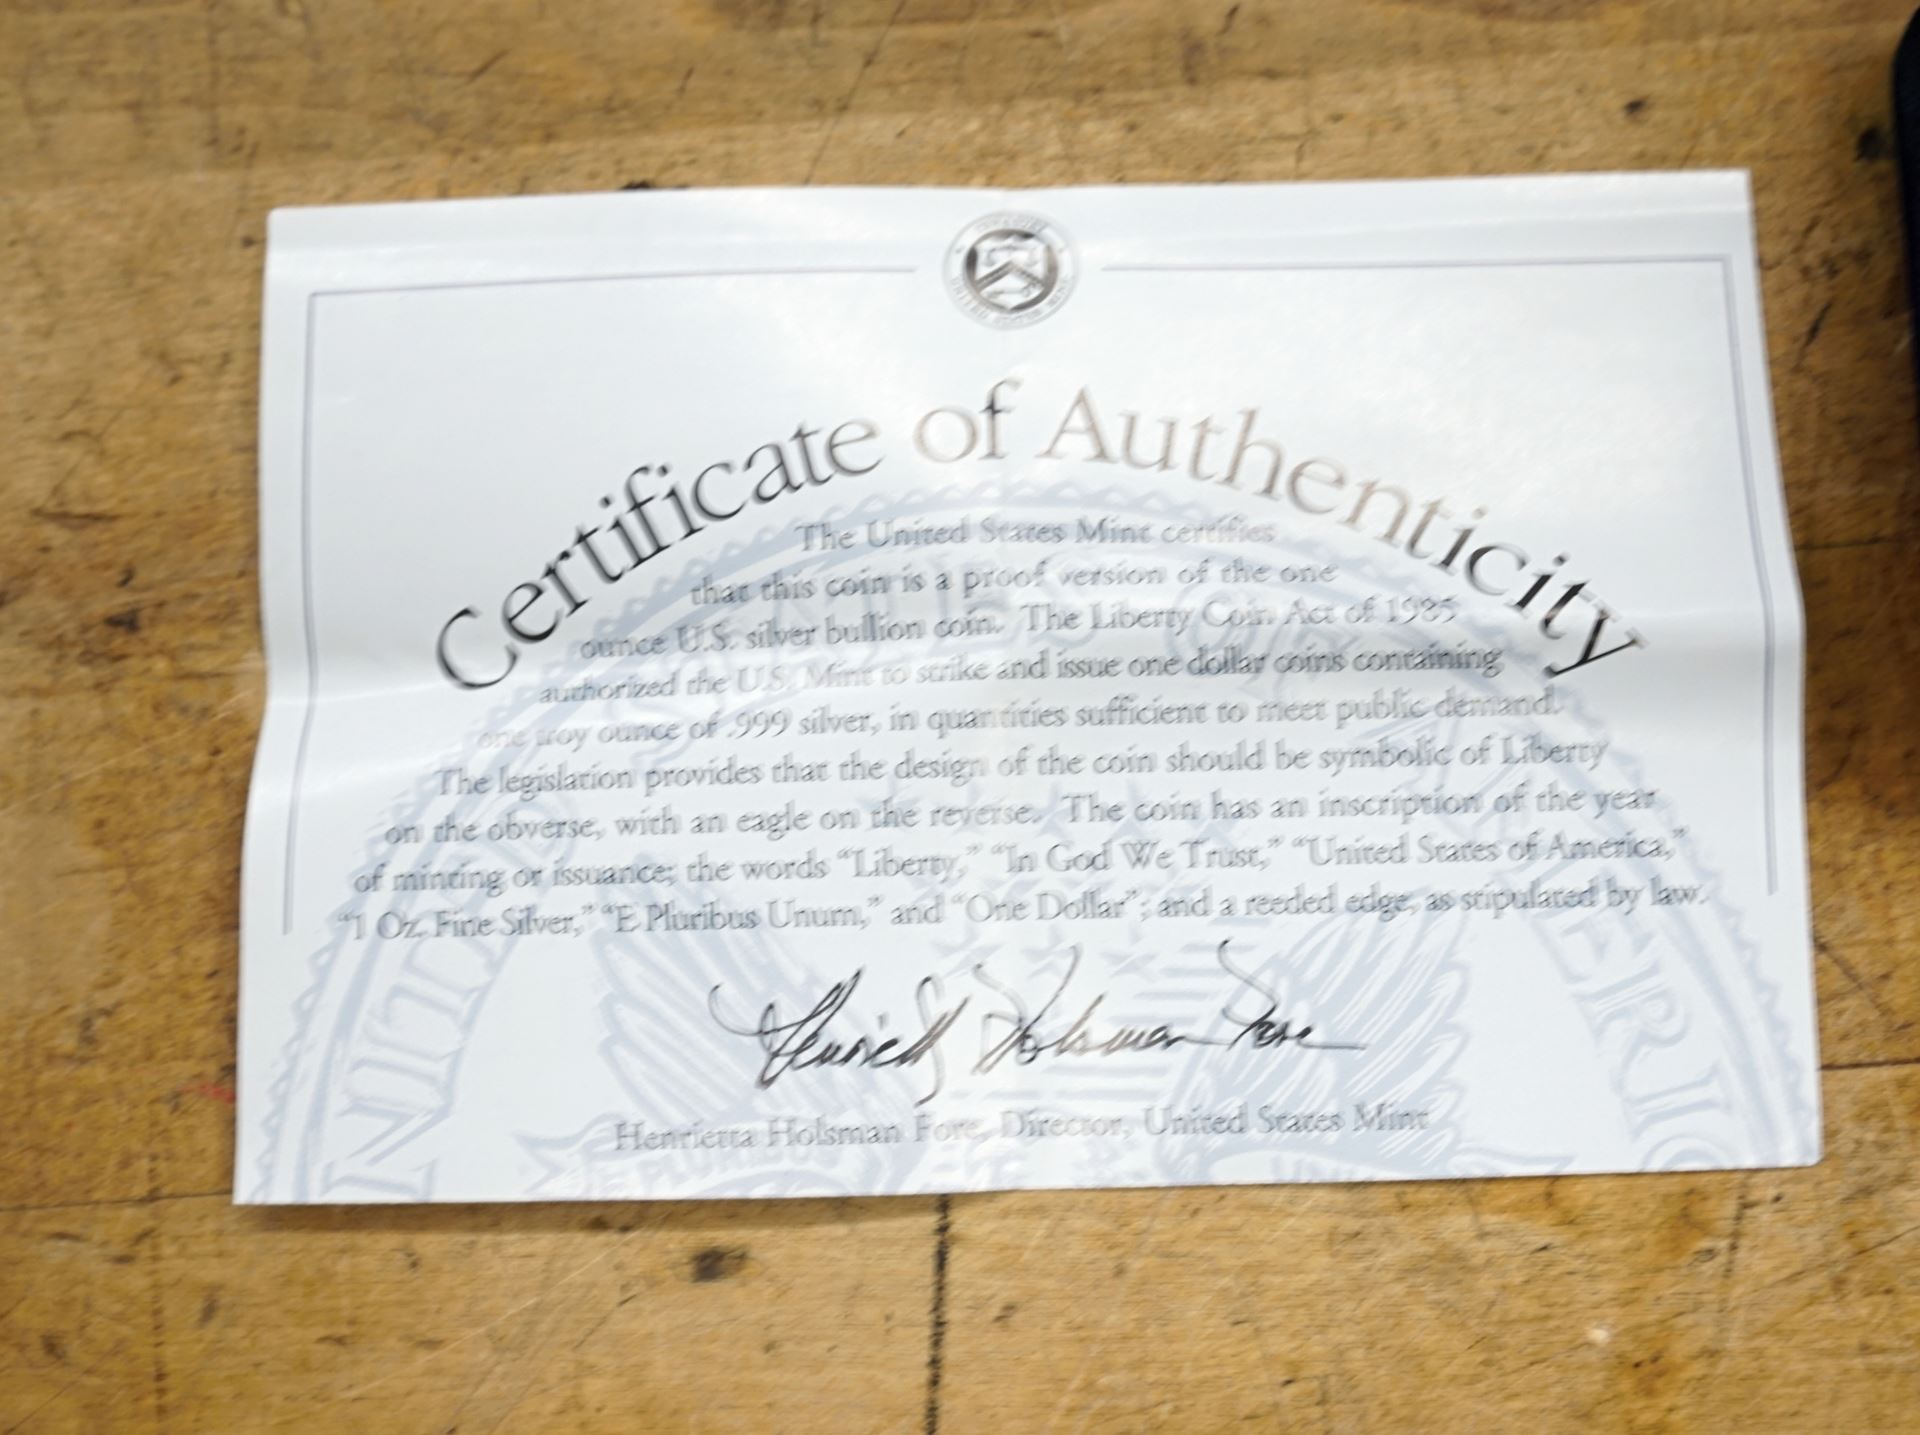 Certificate of Authenticity
The United States Mint certifies
that this coin is a proof version of the one
ounce U.S. silver bullion coin. The Liberty Coin Act of 1985
authorized the U.S. Mint to strike and issue one dollar coins containing
one troy ounce of .999 silver, in quantities sufficient to meet public demand.
The legislation provides that the design of the coin should be symbolic of Liberty
on the obverse, with an eagle on the reverse. The coin has an inscription of the year
of minting or issuance; the words “Liberty,” “In God We Trust,” “United States of America,”
“1 Oz. Fine Silver,” “E Pluribus Unum,” and “One Dollar”; and a reeded edge, as stipulated by law.
Henrietta Holsman Fore
Henrietta Holsman Fore, Director, United States Mint